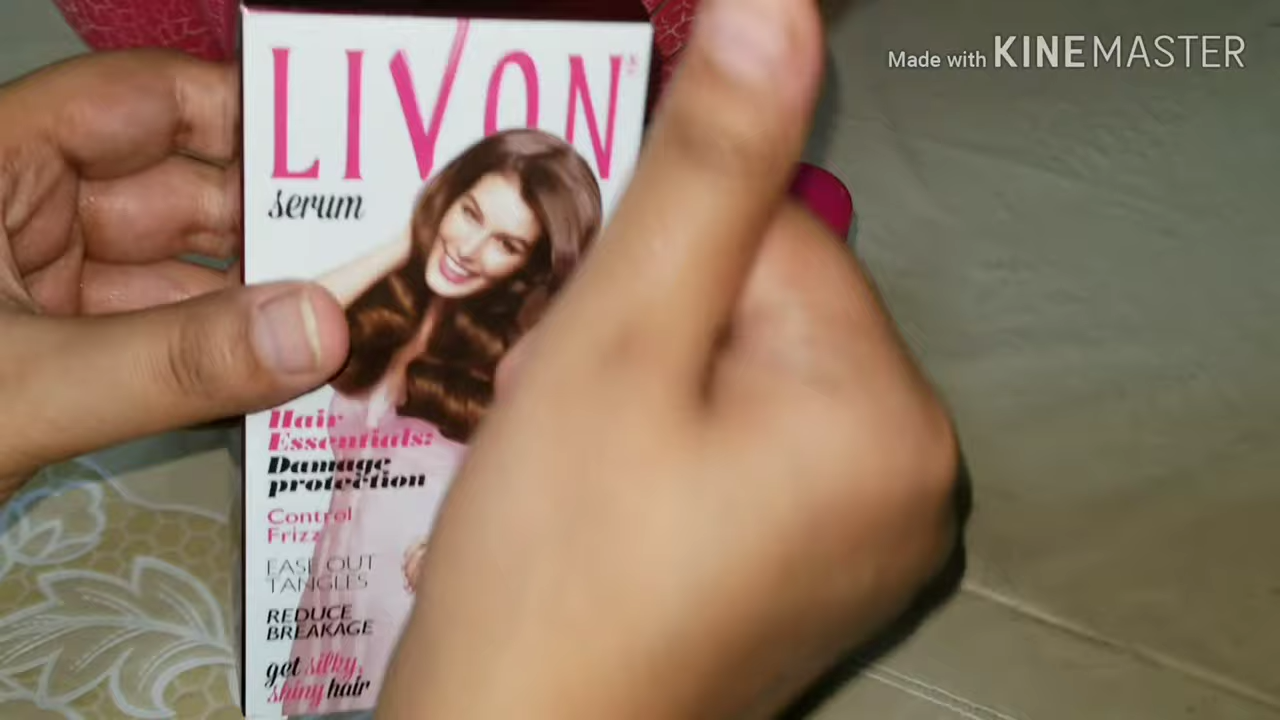 Made with KINEMASTER
LIVON
serum
Hair
Essentials:
Damage
protection
Control
Frizz
EASE OUT
TANGLES
REDUCE
BREAKAGE
get silky,
shiny hair